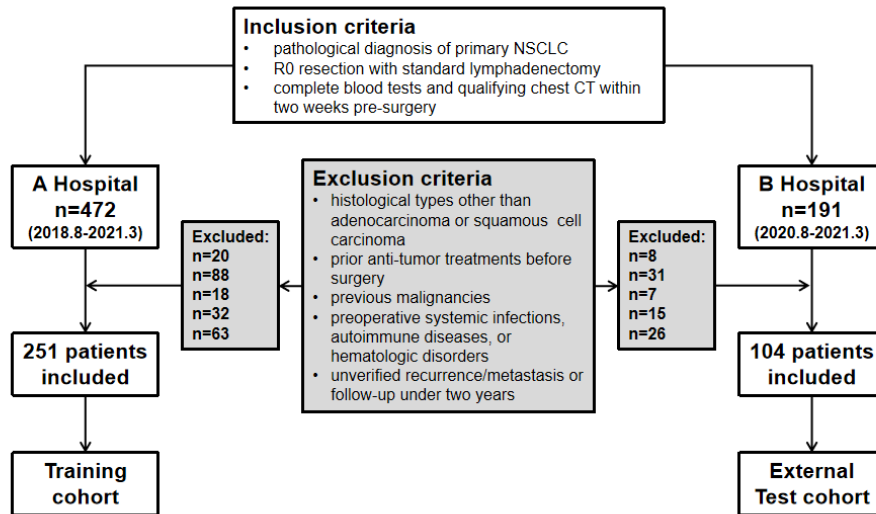 Inclusion criteria
• pathological diagnosis of primary NSCLC
• R0 resection with standard lymphadenectomy
• complete blood tests and qualifying chest CT within
two weeks pre-surgery
A Hospital
n=472
(2018.8-2021.3)
Excluded:
n=20
n=88
n=18
n=32
n=63
Exclusion criteria
• histological types other than
adenocarcinoma or squamous cell
carcinoma
• prior anti-tumor treatments before
surgery
• previous malignancies
• preoperative systemic infections,
autoimmune diseases, or
hematologic disorders
• unverified recurrence/metastasis or
follow-up under two years
Excluded:
n=8
n=31
n=7
n=15
n=26
B Hospital
n=191
(2020.8-2021.3)
251 patients
included
104 patients
included
Training
cohort
External
Test cohort